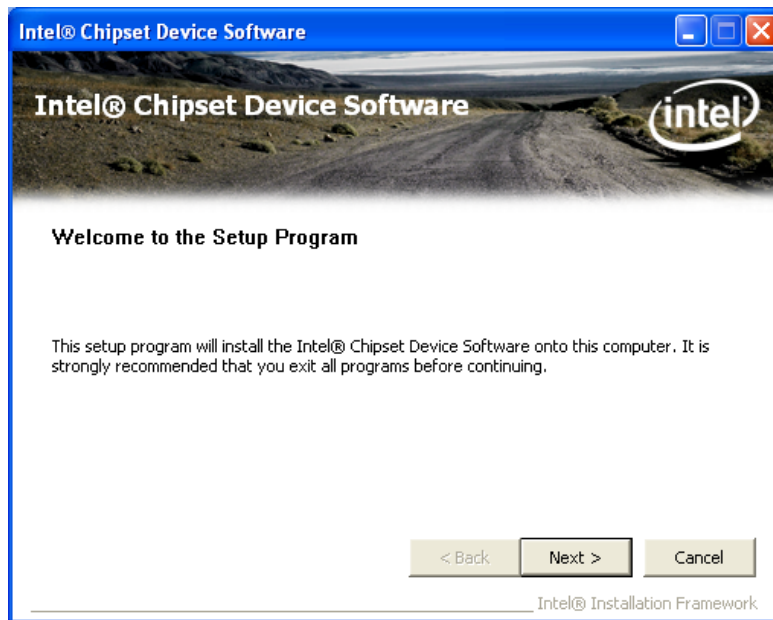 Intel® Chipset Device Software
Intel® Chipset Device Software
intel
Welcome to the Setup Program
This setup program will install the Intel® Chipset Device Software onto this computer. It is
strongly recommended that you exit all programs before continuing.
< Back
Next >
Cancel
Intel® Installation Framework